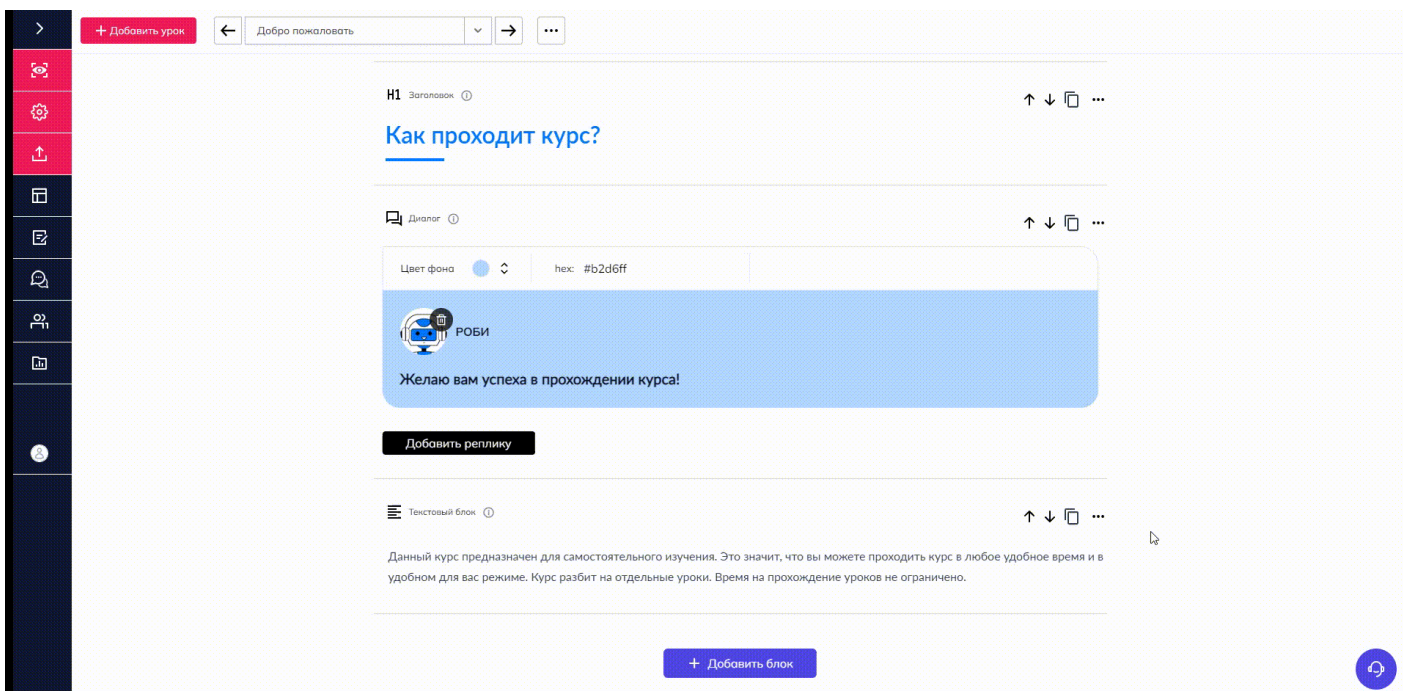 + Добавить урок
Добро пожаловать
H1 Заголовок
Как проходит курс?
Диалог
Цвет фона
hex: #b2d6ff
РОБИ
Желаю вам успеха в прохождении курса!
Добавить реплику
Текстовый блок
Данный курс предназначен для самостоятельного изучения. Это значит, что вы можете проходить курс в любое удобное время и в
удобном для вас режиме. Курс разбит на отдельные уроки. Время на прохождение уроков не ограничено.
+ Добавить блок